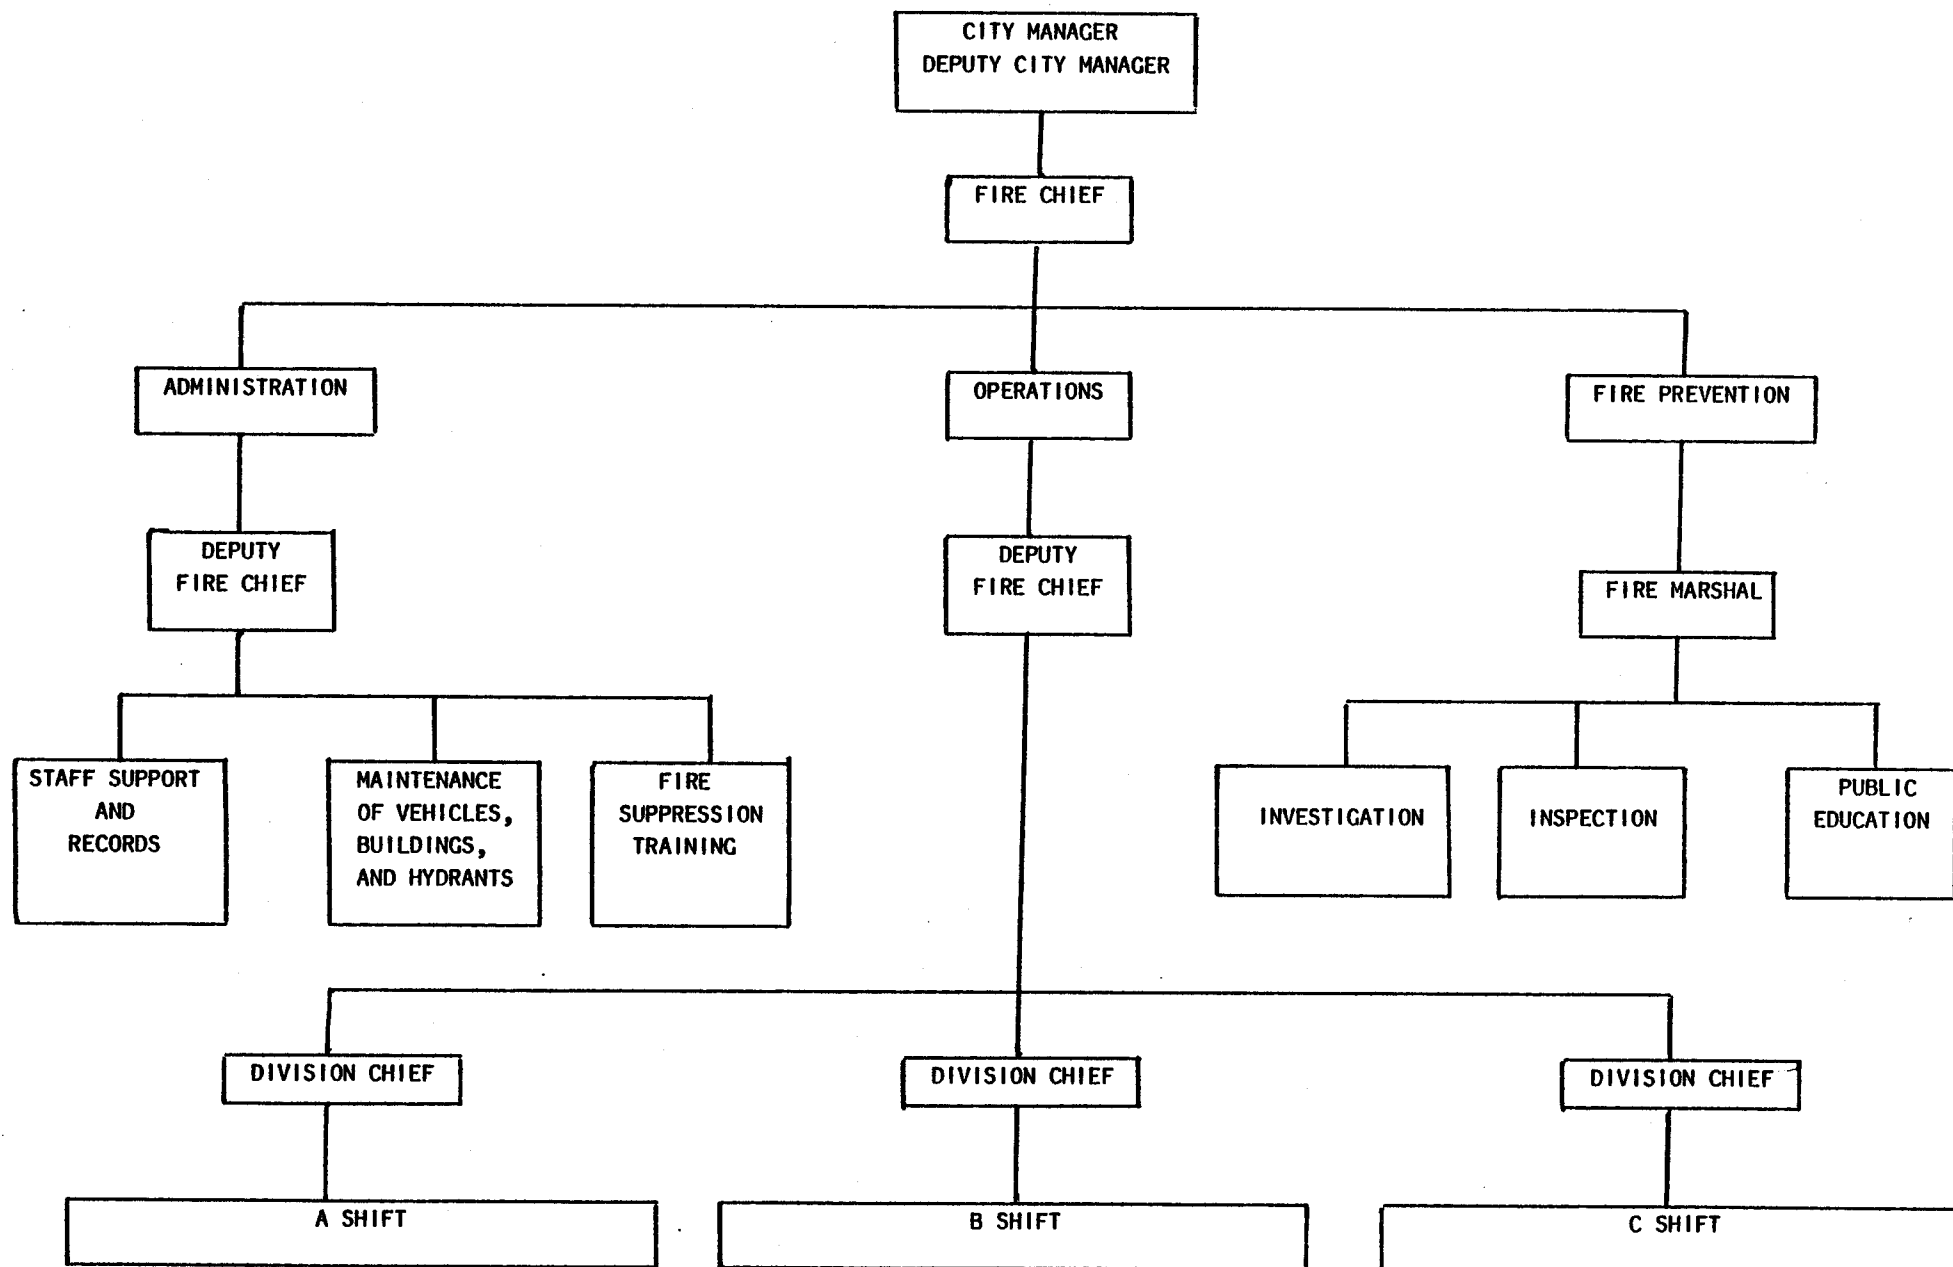 CITY MANAGER
DEPUTY CITY MANAGER
FIRE CHIEF
ADMINISTRATION
OPERATIONS
FIRE PREVENTION
DEPUTY
FIRE CHIEF
DEPUTY
FIRE CHIEF
FIRE MARSHAL
STAFF SUPPORT
AND
RECORDS
MAINTENANCE
OF VEHICLES,
BUILDINGS,
AND HYDRANTS
FIRE
SUPPRESSION
TRAINING
INVESTIGATION
INSPECTION
PUBLIC
EDUCATION
DIVISION CHIEF
DIVISION CHIEF
DIVISION CHIEF
A SHIFT
B SHIFT
C SHIFT